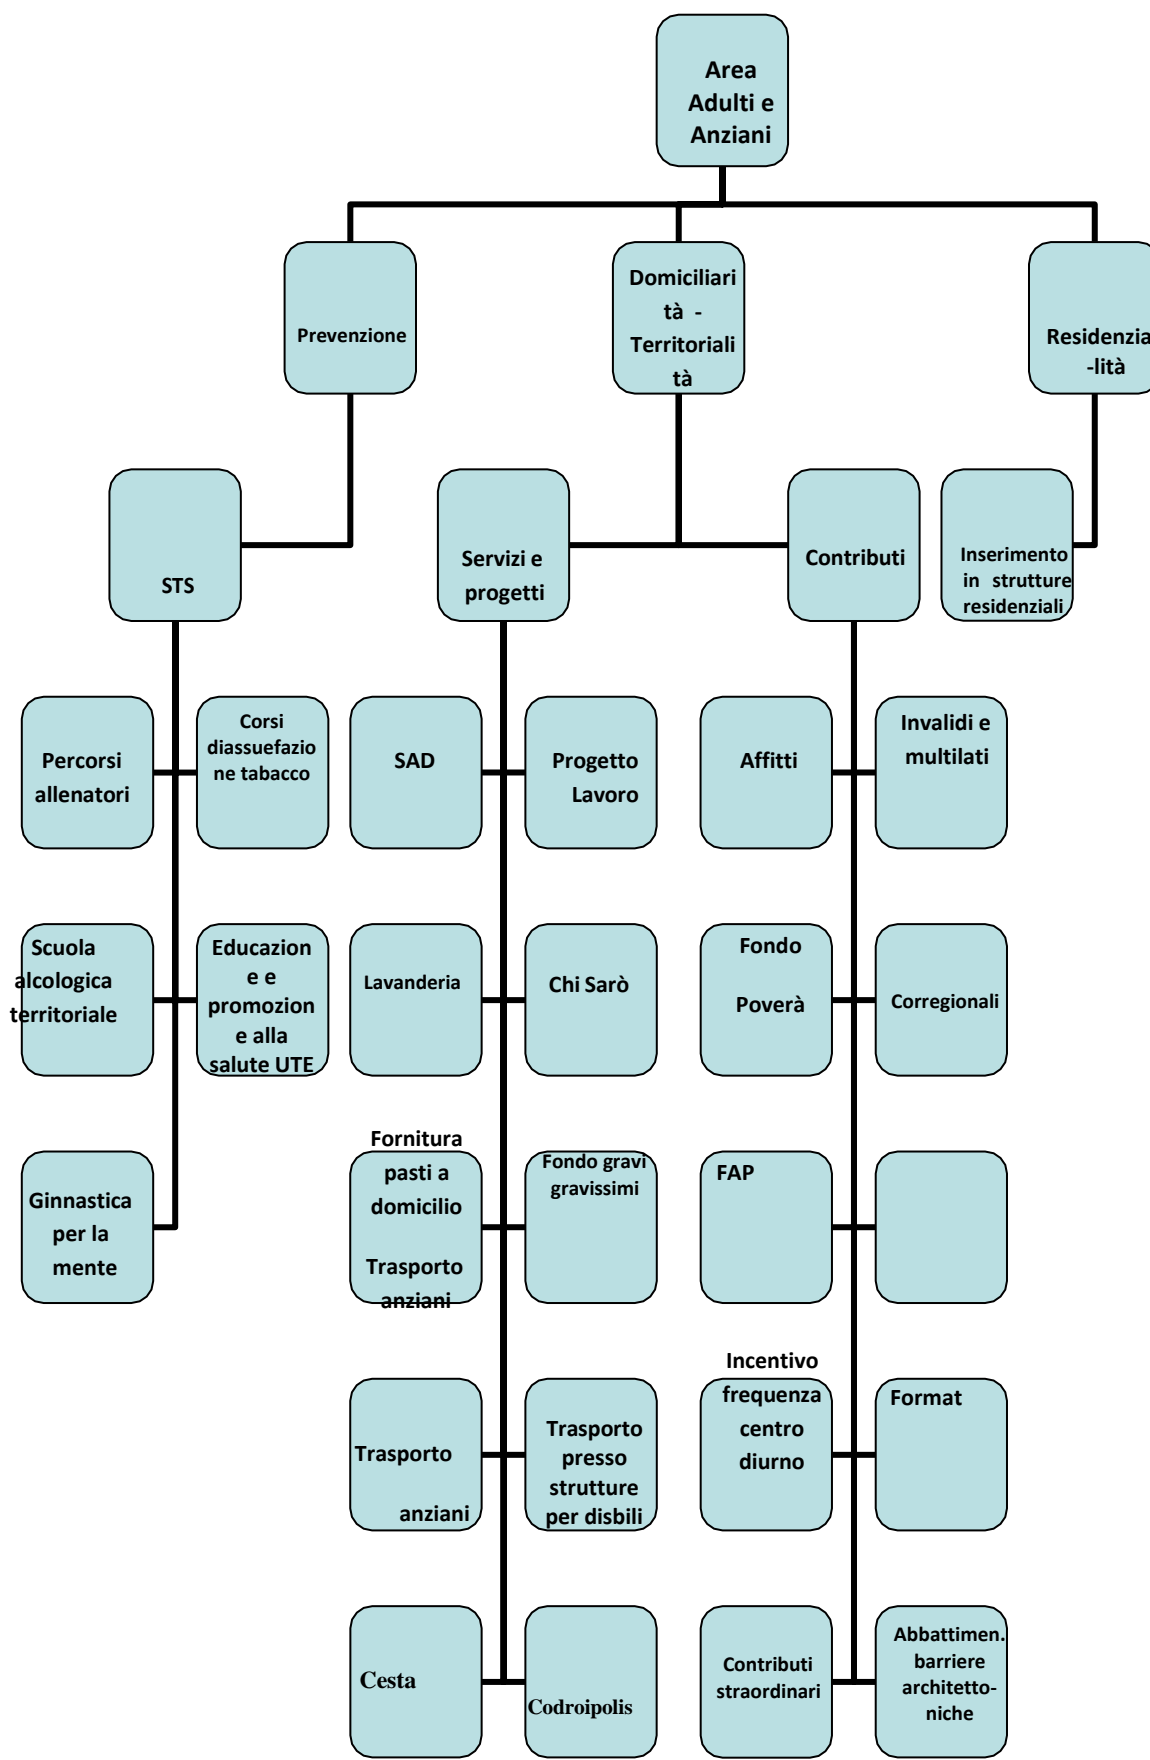 Area
Adulti e
Anziani
Prevenzione
Domiciliari
tà -
Territoriali
tà
Residenzia
-lità
STS
Servizi e
progetti
Contributi
Inserimento
in strutture
residenziali
Percorsi
allenatori
Corsi
diassuefazio
ne tabacco
SAD
Progetto
Lavoro
Affitti
Invalidi e
multilati
Scuola
alcologica
territoriale
Educazion
e e
promozion
e alla
salute UTE
Lavanderia
Chi Sarò
Fondo
Poverà
Corregionali
Ginnastica
per la
mente
Fornitura
pasti a
domicilio
Trasporto
anziani
Fondo gravi
gravissimi
FAP
Trasporto
anziani
Trasporto
presso
strutture
per disbili
Incentivo
frequenza
centro
diurno
Format
Cesta
Codroipolis
Contributi
straordinari
Abbattimen.
barriere
architetto-
niche